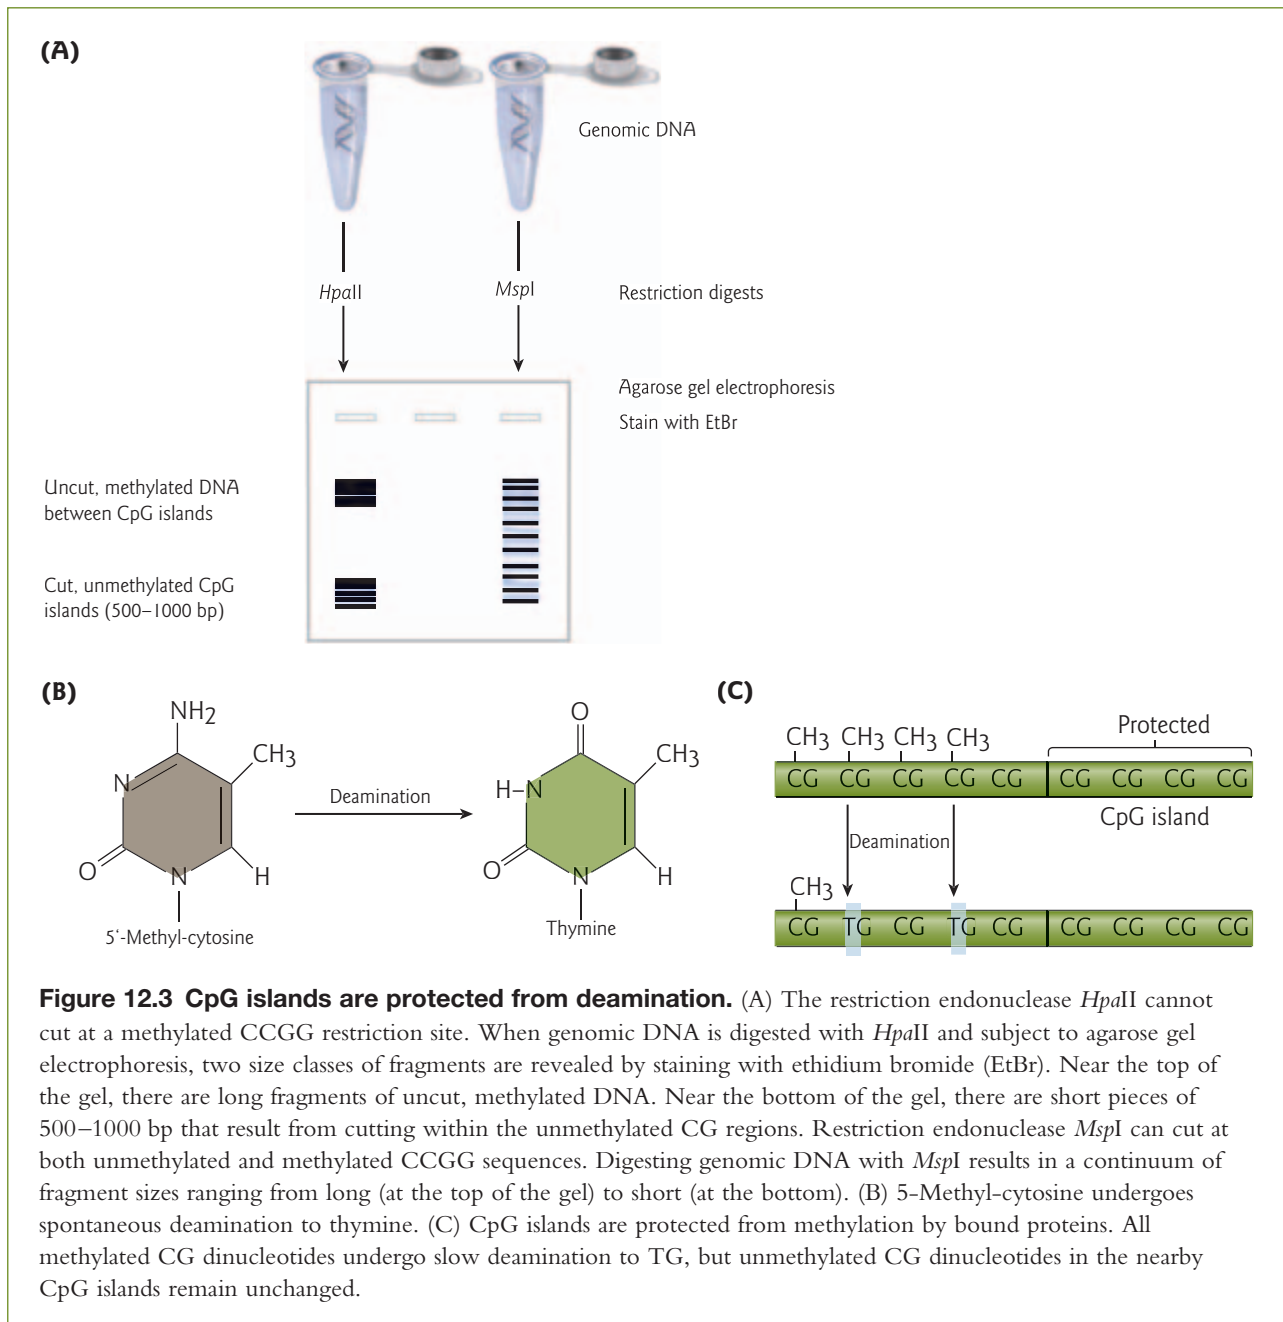 (A)
Genomic DNA
HpaII
MspI
Restriction digests
Agarose gel electrophoresis
Stain with EtBr
Uncut, methylated DNA
between CpG islands
Cut, unmethylated CpG
islands (500–1000 bp)
(B)
NH2
CH3
N
O
N
H
5‘-Methyl-cytosine
Deamination
O
CH3
H–N
O
N
H
Thymine
(C)
Protected
CH3 CH3 CH3 CH3
CG CG CG CG CG CG CG CG CG
CpG island
Deamination
CH3
CG TG CG TG CG CG CG CG CG
Figure 12.3 CpG islands are protected from deamination. (A) The restriction endonuclease HpaII cannot
cut at a methylated CCGG restriction site. When genomic DNA is digested with HpaII and subject to agarose gel
electrophoresis, two size classes of fragments are revealed by staining with ethidium bromide (EtBr). Near the top of
the gel, there are long fragments of uncut, methylated DNA. Near the bottom of the gel, there are short pieces of
500–1000 bp that result from cutting within the unmethylated CG regions. Restriction endonuclease MspI can cut at
both unmethylated and methylated CCGG sequences. Digesting genomic DNA with MspI results in a continuum of
fragment sizes ranging from long (at the top of the gel) to short (at the bottom). (B) 5-Methyl-cytosine undergoes
spontaneous deamination to thymine. (C) CpG islands are protected from methylation by bound proteins. All
methylated CG dinucleotides undergo slow deamination to TG, but unmethylated CG dinucleotides in the nearby
CpG islands remain unchanged.